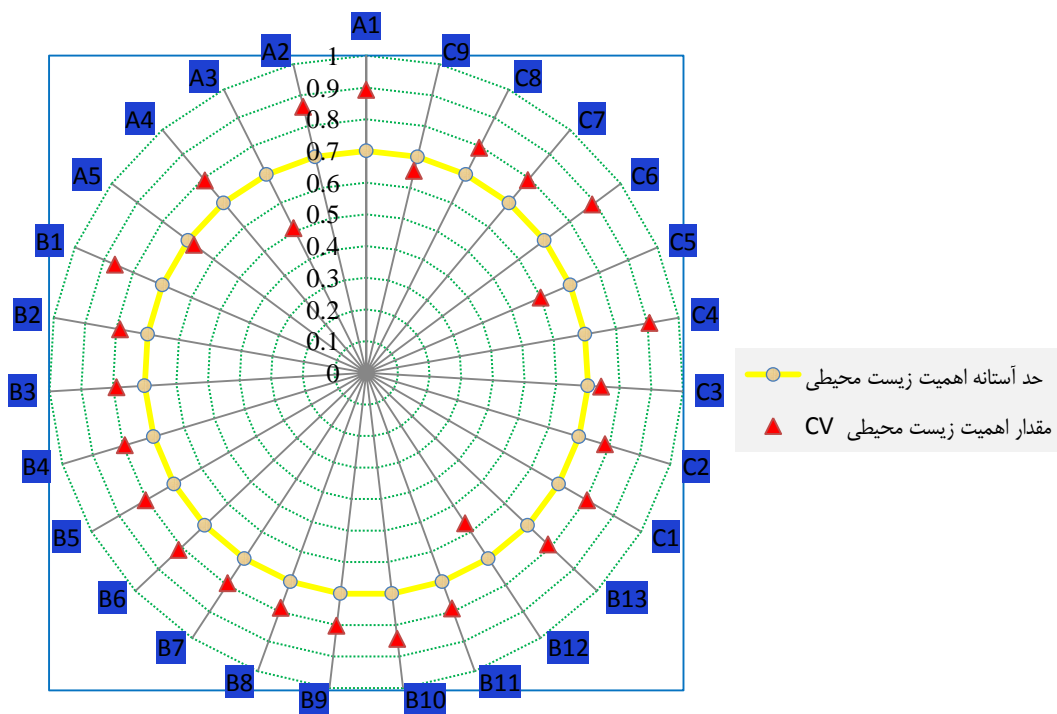 A1
A2
A3
A4
A5
B1
B2
B3
B4
B5
B6
B7
B8
B9
B10
B11
B12
B13
C1
C2
C3
C4
C5
C6
C7
C8
C9
1
0.9
0.8
0.7
0.6
0.5
0.4
0.3
0.2
0.1
0
حد آستانه اهمیت زیست محیطی
مقدار اهمیت زیست محیطی CV